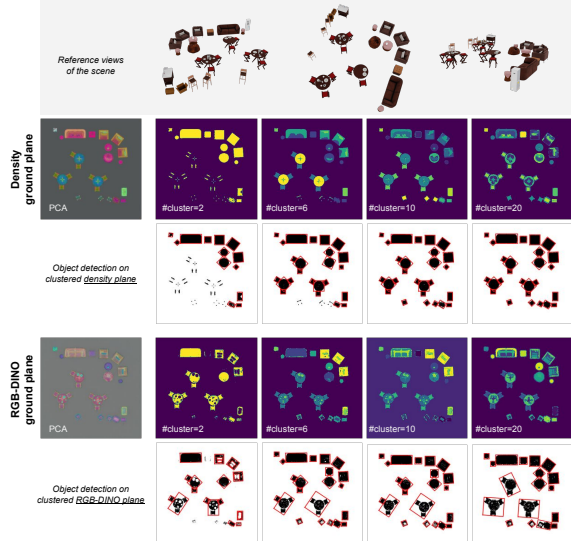 Reference views
of the scene
Density
ground plane
PCA
#cluster=2
#cluster=6
#cluster=10
#cluster=20
Object detection on
clustered density plane
RGB-DINO
ground plane
PCA
#cluster=2
#cluster=6
#cluster=10
#cluster=20
Object detection on
clustered RGB-DINO plane